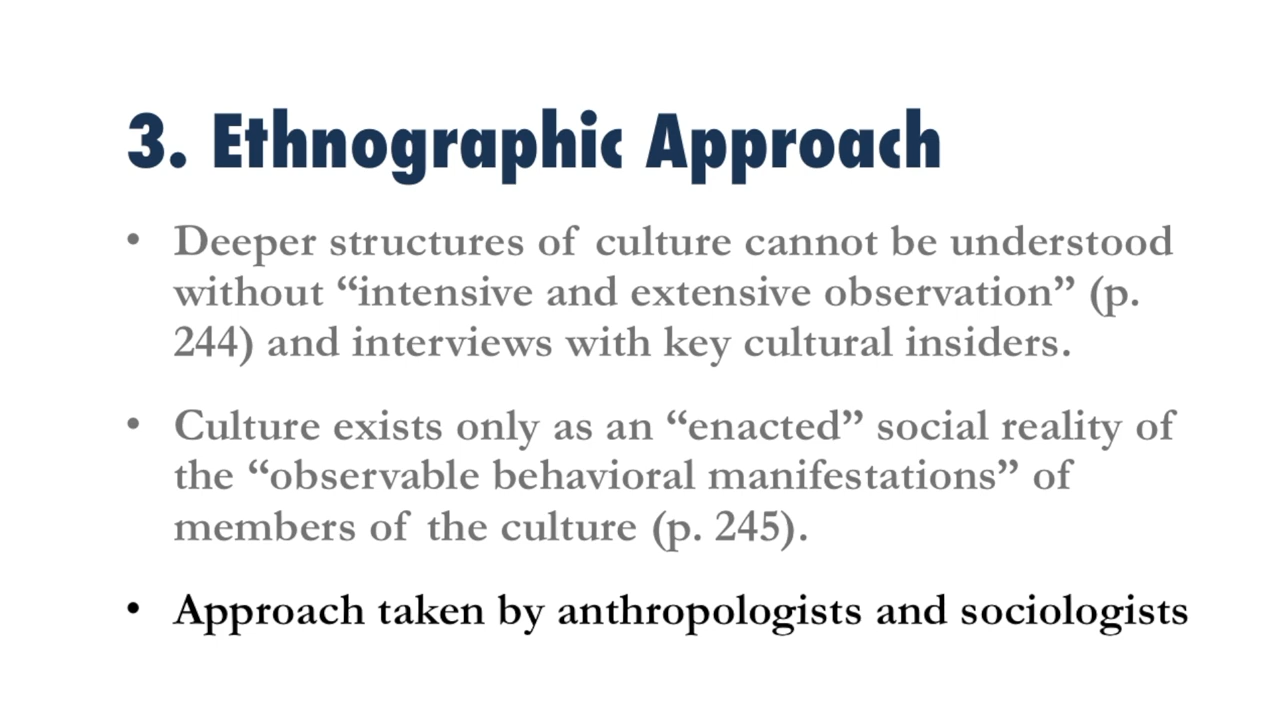 3. Ethnographic Approach
• Deeper structures of culture cannot be understood
without “intensive and extensive observation” (p.
244) and interviews with key cultural insiders.
• Culture exists only as an “enacted” social reality of
the “observable behavioral manifestations” of
members of the culture (p. 245).
• Approach taken by anthropologists and sociologists